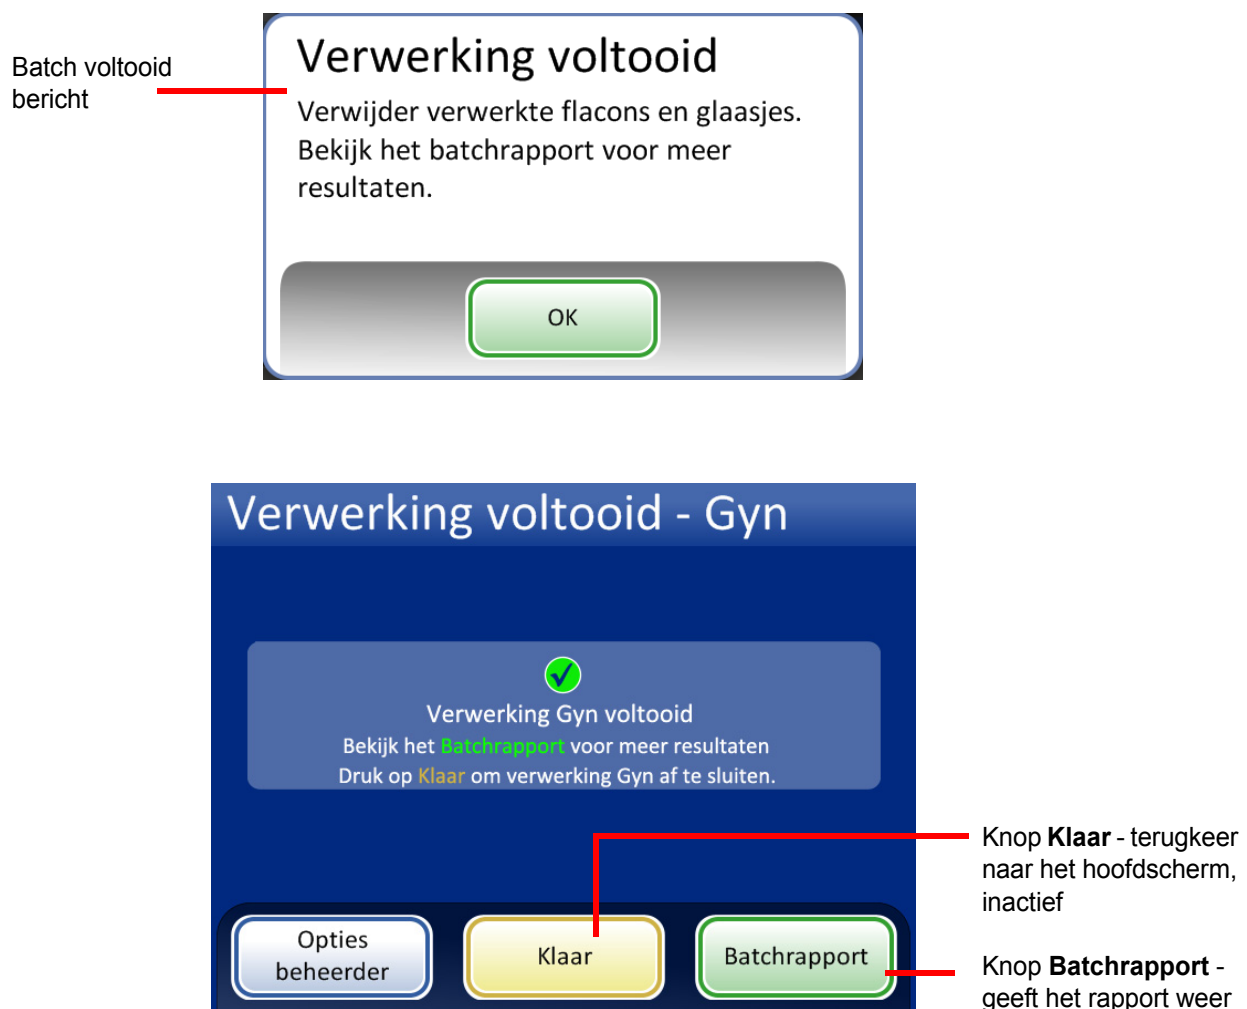 Batch voltooid
bericht
Verwerking voltooid
Verwijder verwerkte flacons en glaasjes.
Bekijk het batchrapport voor meer
resultaten.
OK
Verwerking voltooid - Gyn
Verwerking Gyn voltooid
Bekijk het Batchrapport voor meer resultaten
Druk op Klaar om verwerking Gyn af te sluiten.
Knop Klaar - terugkeer
naar het hoofdscherm,
inactief
Opties
beheerder
Klaar
Batchrapport
Knop Batchrapport -
geeft het rapport weer